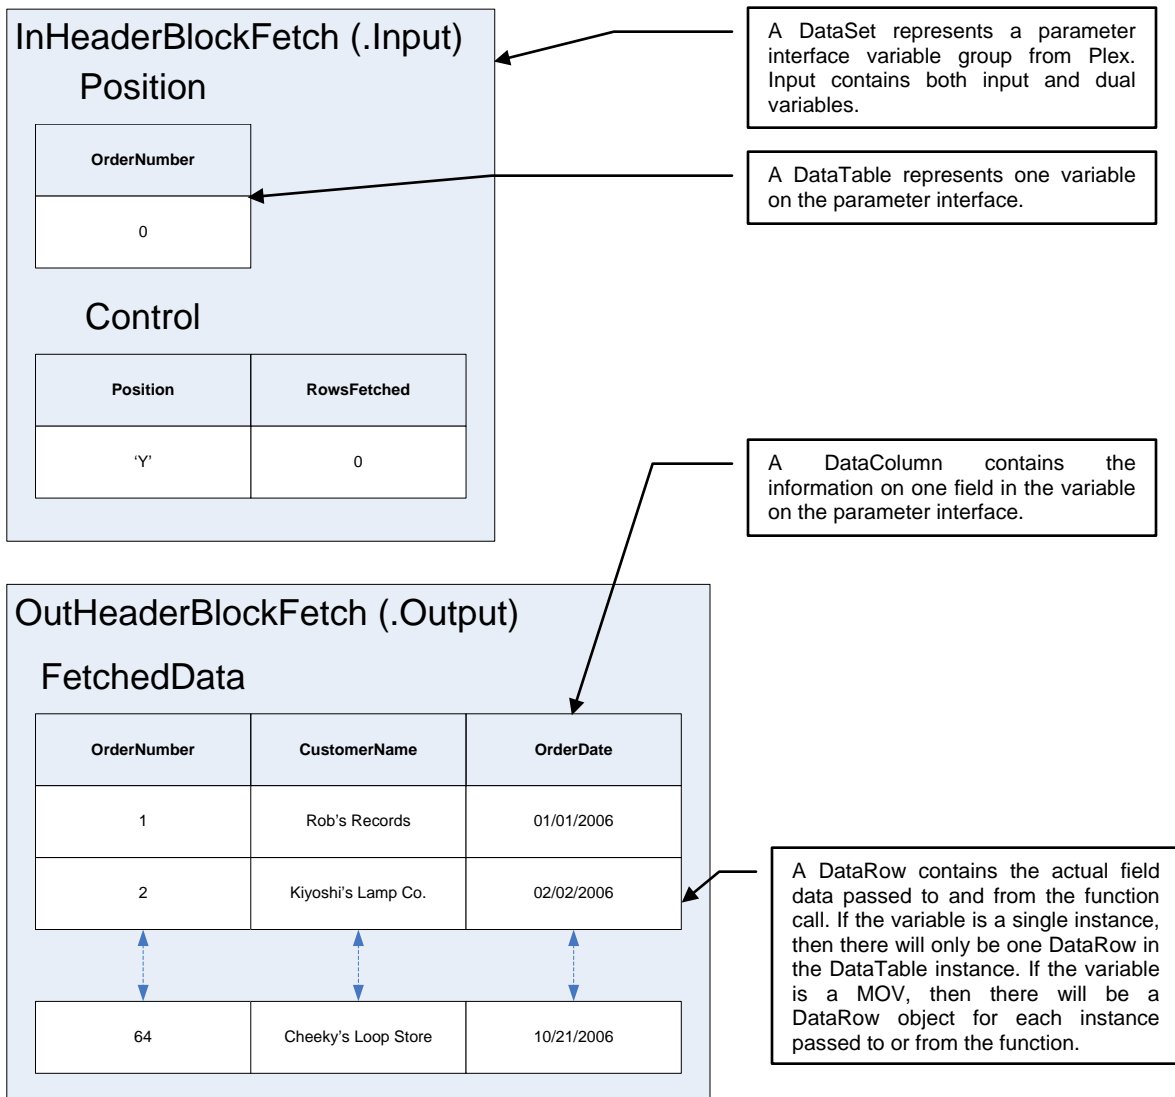 InHeaderBlockFetch (.Input)
Position
OrderNumber
0
Control
Position RowsFetched
‘Y’ 0
A DataSet represents a parameter
interface variable group from Plex.
Input contains both input and dual
variables.
A DataTable represents one variable
on the parameter interface.
A DataColumn contains the
information on one field in the variable
on the parameter interface.
OutHeaderBlockFetch (.Output)
FetchedData
OrderNumber CustomerName OrderDate
1 Rob’s Records 01/01/2006
2 Kiyoshi’s Lamp Co. 02/02/2006
64 Cheeky’s Loop Store 10/21/2006
A DataRow contains the actual field
data passed to and from the function
call. If the variable is a single instance,
then there will only be one DataRow in
the DataTable instance. If the variable
is a MOV, then there will be a
DataRow object for each instance
passed to or from the function.